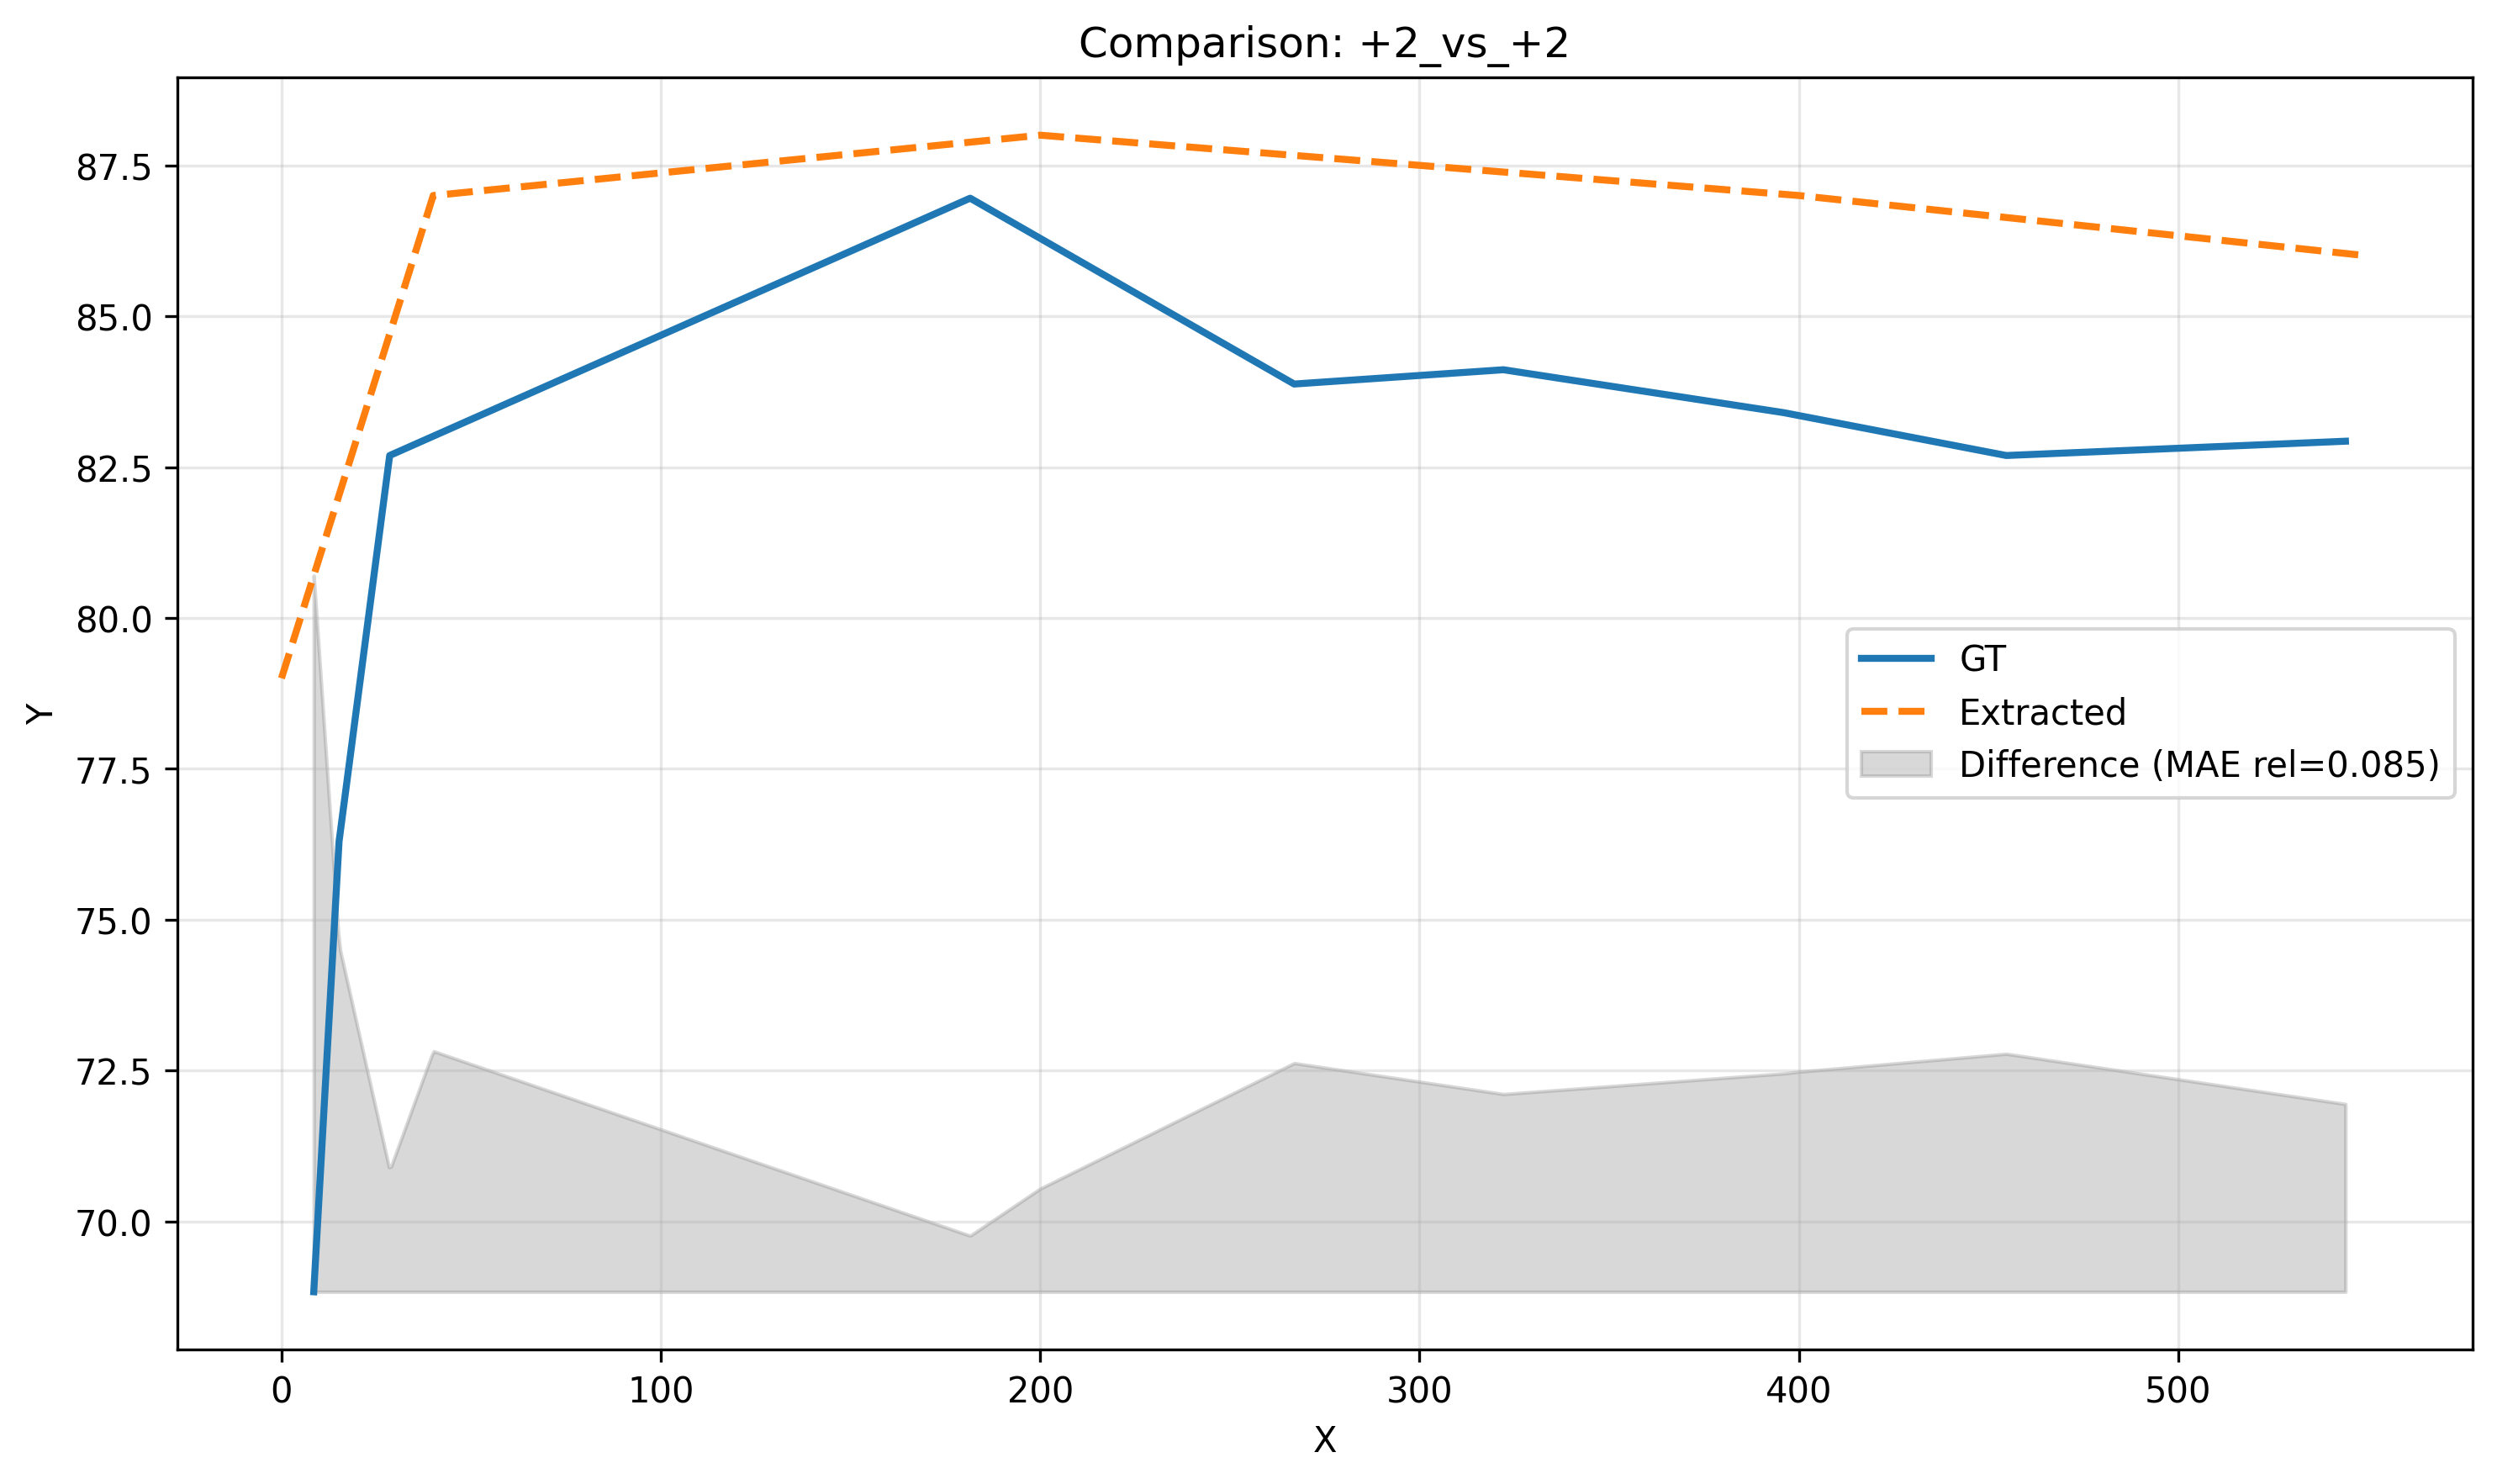 Comparison: +2_vs_+2
Y
87.5
85.0
82.5
80.0
77.5
75.0
72.5
70.0
GT
Extracted
Difference (MAE rel=0.085)
0 100 200 300 400 500
X